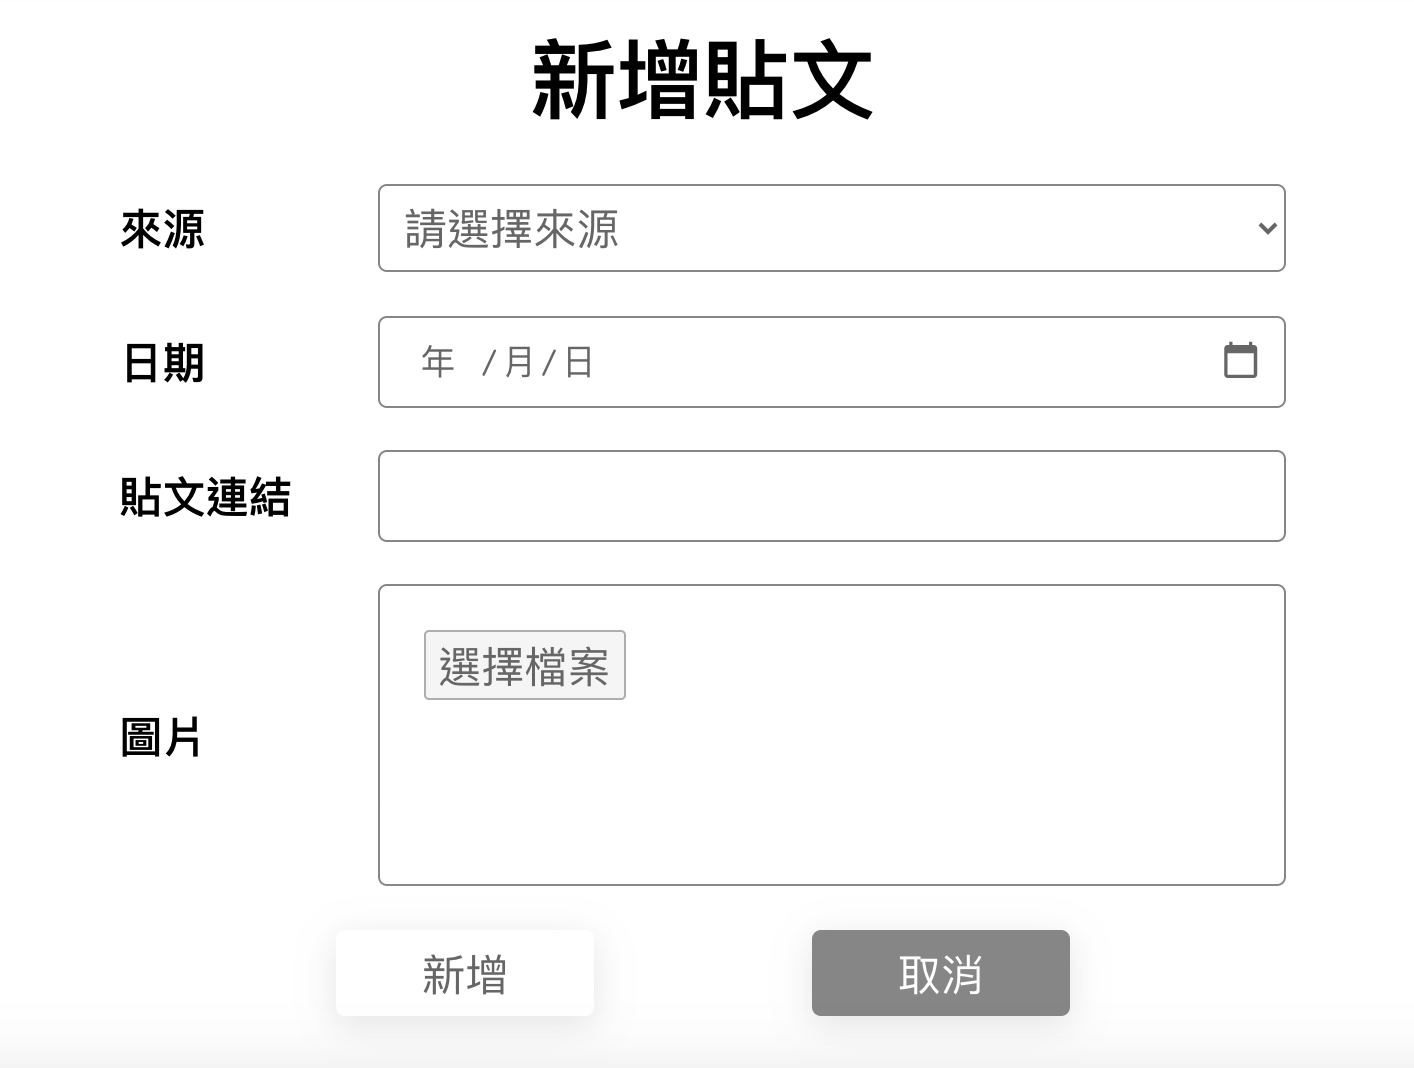 新增貼文
來源
請選擇來源
日期
年 /月/日
貼文連結
圖片
選擇檔案
新增
取消